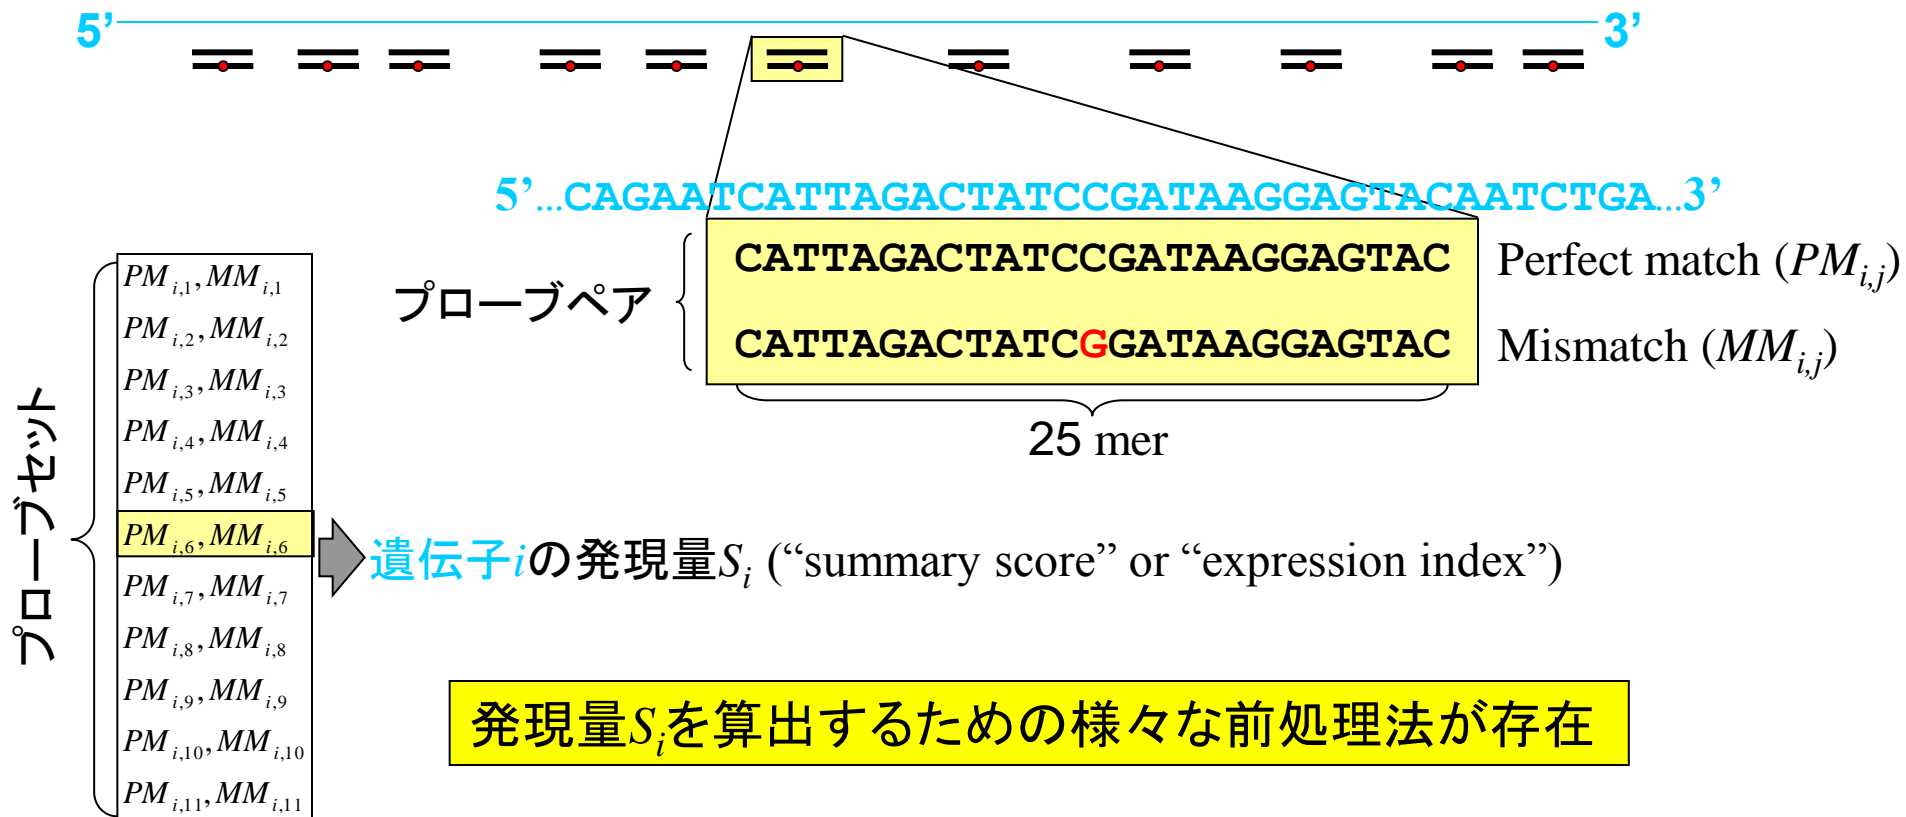 5’ 3’
5’...CAGAATCATTAGACTATCCGATAAGGAGTACAATCTGA...3’
プローブペア
CATTAGACTATCCGATAAGGAGTAC Perfect match (PMi,j)
CATTAGACTATCGGATAAGGAGTAC Mismatch (MMi,j)
25 mer
プローブセット
PMi,1, MMi,1
PMi,2, MMi,2
PMi,3, MMi,3
PMi,4, MMi,4
PMi,5, MMi,5
PMi,6, MMi,6
PMi,7, MMi,7
PMi,8, MMi,8
PMi,9, MMi,9
PMi,10, MMi,10
PMi,11, MMi,11
遺伝子iの発現量Si (“summary score” or “expression index”)
発現量Siを算出するための様々な前処理法が存在